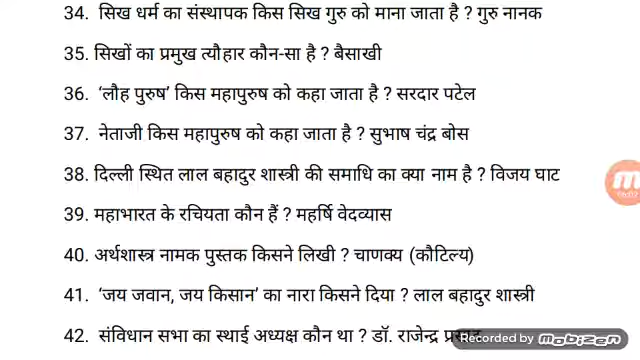 34. सिख धर्म का संस्थापक किस सिख गुरु को माना जाता है ? गुरु नानक
35. सिखों का प्रमुख त्यौहार कौन-सा है ? बैसाखी
36. ‘लौह पुरुष’ किस महापुरुष को कहा जाता है ? सरदार पटेल
37. नेताजी किस महापुरुष को कहा जाता है ? सुभाष चंद्र बोस
38. दिल्ली स्थित लाल बहादुर शास्त्री की समाधि का क्या नाम है ? विजय घाट
39. महाभारत के रचियता कौन हैं ? महर्षि वेदव्यास
40. अर्थशास्त्र नामक पुस्तक किसने लिखी ? चाणक्य (कौटिल्य)
41. ‘जय जवान, जय किसान’ का नारा किसने दिया ? लाल बहादुर शास्त्री
42. संविधान सभा का स्थाई अध्यक्ष कौन था ? डॉ. राजेन्द्र प्रसाद
Recorded by mobizen